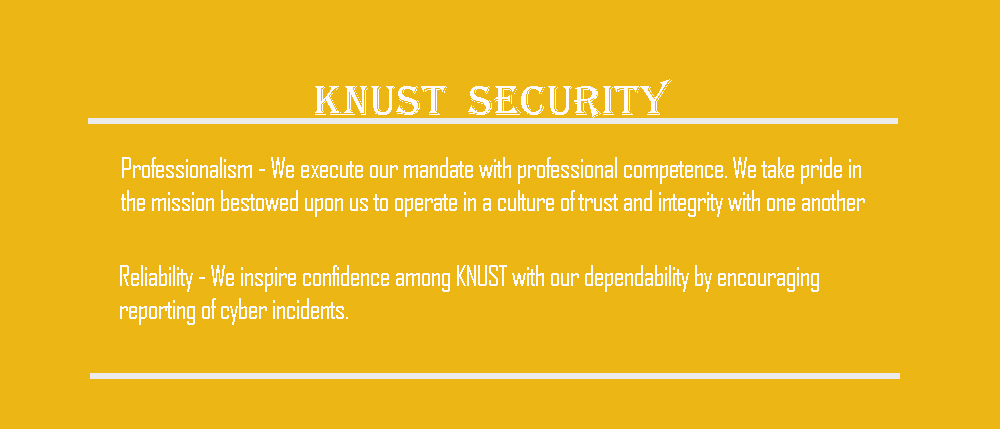 KNUST SECURITY
Professionalism - We execute our mandate with professional competence. We take pride in
the mission bestowed upon us to operate in a culture of trust and integrity with one another
Reliability - We inspire confidence among KNUST with our dependability by encouraging
reporting of cyber incidents.